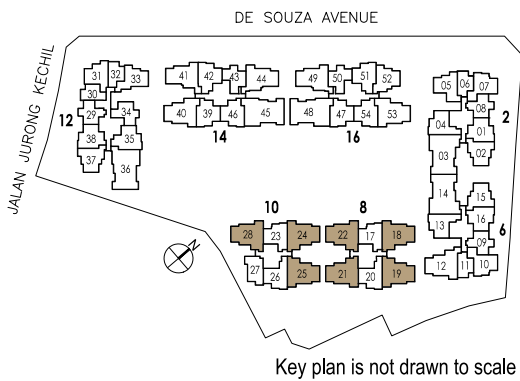 DE SOUZA AVENUE
JALAN JURONG KECHIL
31 32 33 41 42 43 44 49 50 51 52 05 06 07
30 08 2
12 29 34 40 39 46 45 48 47 54 53 04 01
38 35 14 16 03 02
37 36
14 15
10 8 13 16
28 23 24 22 17 18 09 6
N
27 26 25 21 20 19 12 11 10
Key plan is not drawn to scale